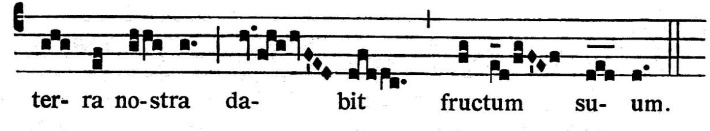 ter- ra no-stra da- bit fructum su- um.